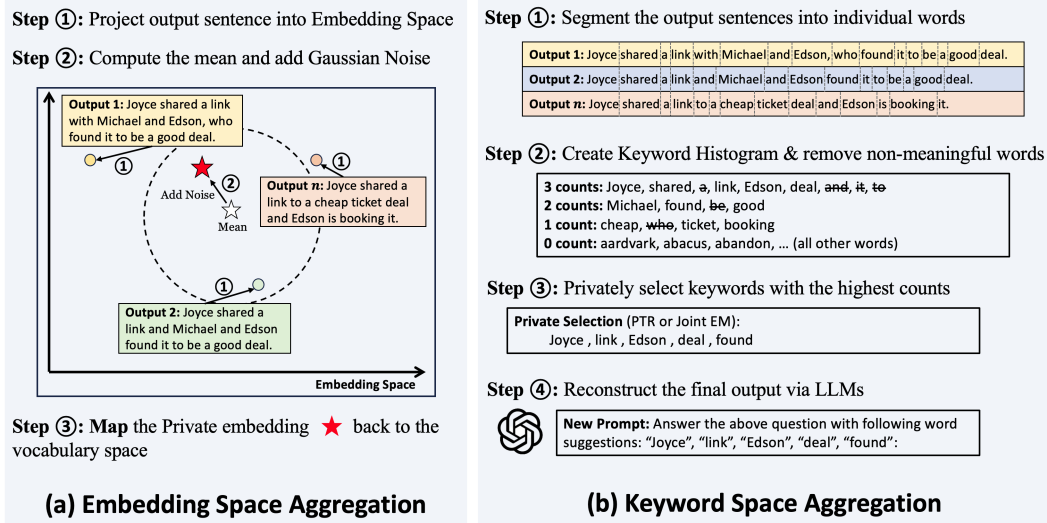 Step ①: Project output sentence into Embedding Space
Step ②: Compute the mean and add Gaussian Noise
Output 1: Joyce shared a link
with Michael and Edson, who
found it to be a good deal.
①
①
Add Noise
②
Mean
Output n: Joyce shared a
link to a cheap ticket deal
and Edson is booking it.
①
Output 2: Joyce shared a
link and Michael and Edson
found it to be a good deal.
Embedding Space
Step ③: Map the Private embedding ★ back to the
vocabulary space
(a) Embedding Space Aggregation
Step ①: Segment the output sentences into individual words
Output 1: Joyce shared a link with Michael and Edson, who found it to be a good deal.
Output 2: Joyce shared a link and Michael and Edson found it to be a good deal.
Output n: Joyce shared a link to a cheap ticket deal and Edson is booking it.
Step ②: Create Keyword Histogram & remove non-meaningful words
3 counts: Joyce, shared, a, link, Edson, deal, and, it, to
2 counts: Michael, found, be, good
1 count: cheap, who, ticket, booking
0 count: aardvark, abacus, abandon, ... (all other words)
Step ③: Privately select keywords with the highest counts
Private Selection (PTR or Joint EM):
Joyce , link , Edson , deal , found
Step ④: Reconstruct the final output via LLMs
New Prompt: Answer the above question with following word
suggestions: “Joyce”, “link”, “Edson”, “deal”, “found”:
(b) Keyword Space Aggregation